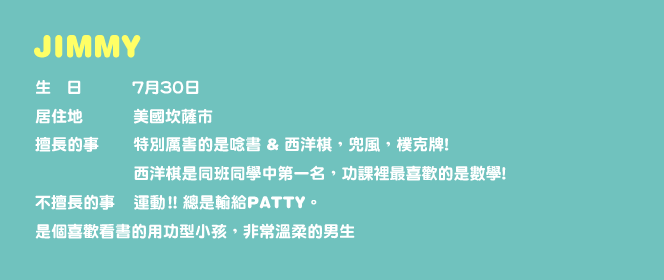 JIMMY
生 日 7月30日
居住地 美國坎薩市
擅長的事 特別厲害的是唸書 & 西洋棋，兜風，樸克牌!
西洋棋是同班同學中第一名，功課裡最喜歡的是數學!
不擅長的事 運動!! 總是輸給PATTY。
是個喜歡看書的用功型小孩，非常溫柔的男生